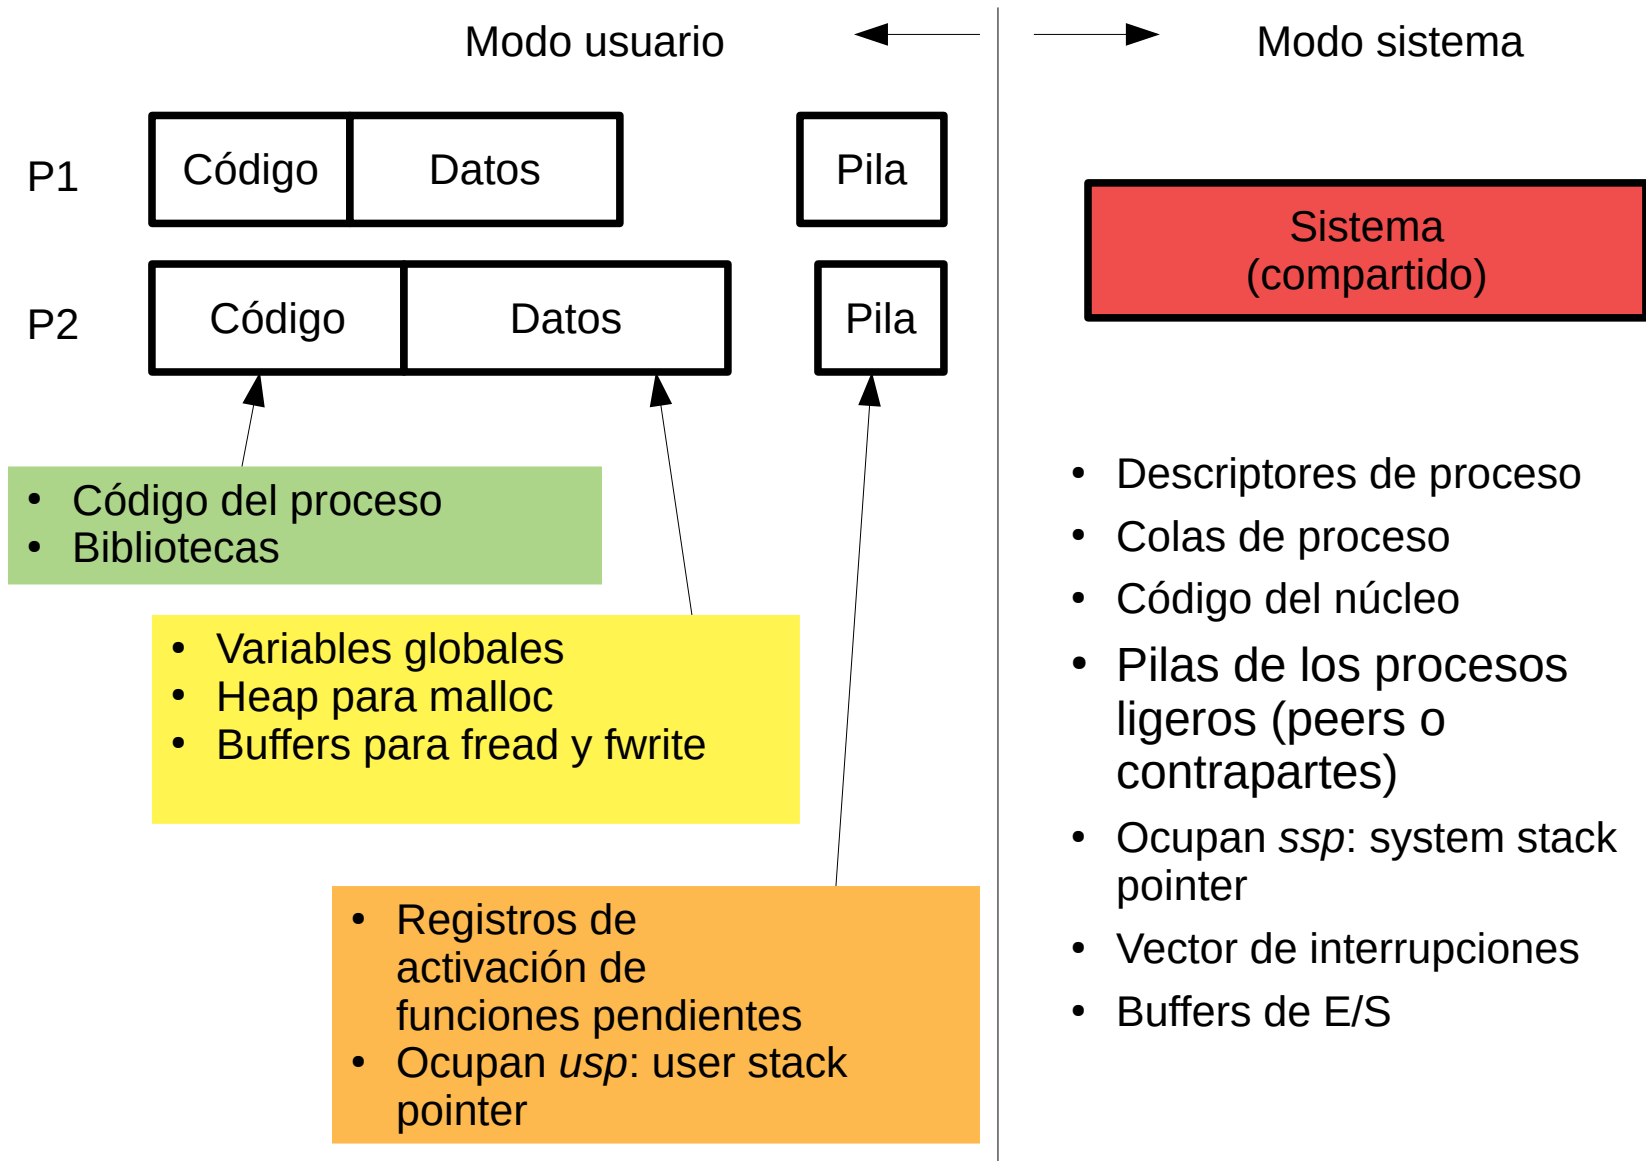 Modo usuario
Modo sistema
P1
Código
Datos
Pila
Sistema
(compartido)
P2
Código
Datos
Pila
• Código del proceso
• Bibliotecas
• Variables globales
• Heap para malloc
• Buffers para fread y fwrite
• Registros de
activación de
funciones pendientes
• Ocupan usp: user stack
pointer
• Descriptores de proceso
• Colas de proceso
• Código del núcleo
• Pilas de los procesos
ligeros (peers o
contrapartes)
• Ocupan ssp: system stack
pointer
• Vector de interrupciones
• Buffers de E/S